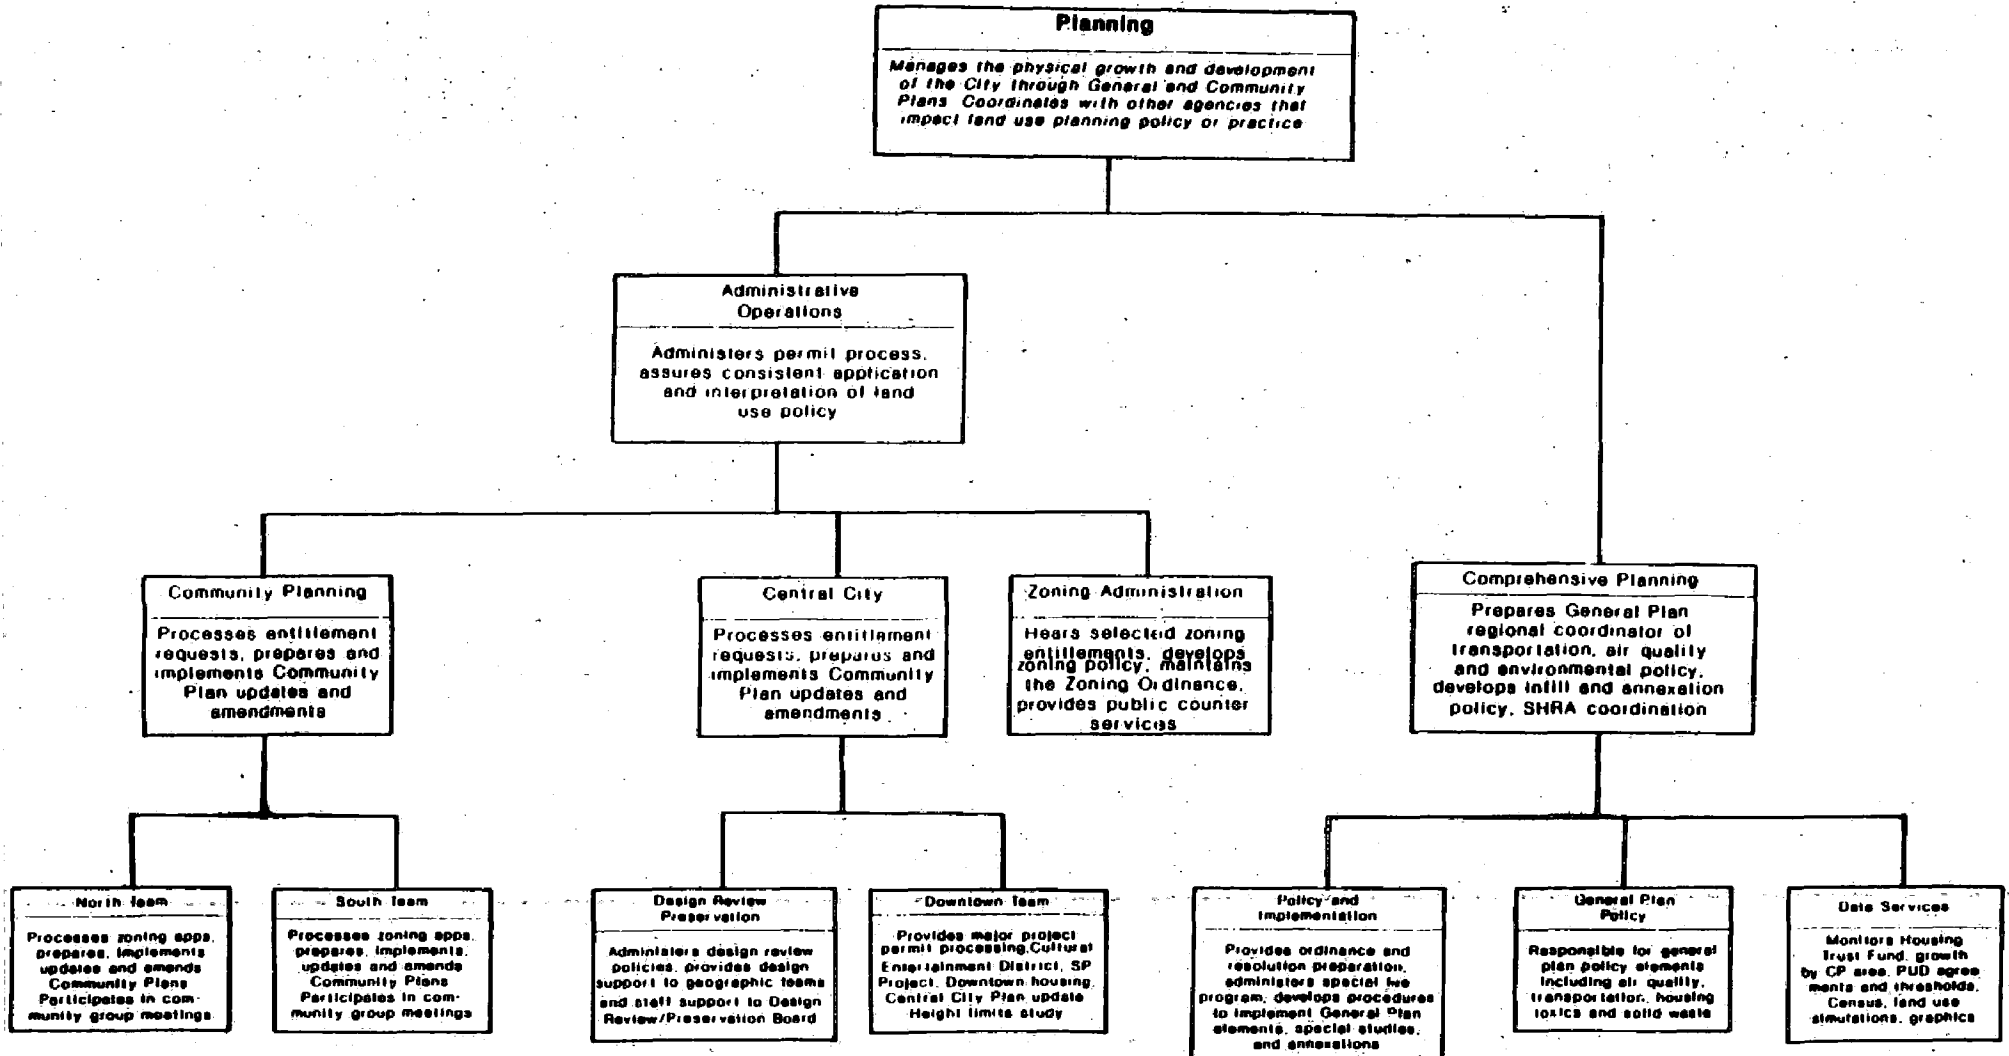 Planning
Manages the physical growth and development
of the City through General and Community
Plans Coordinates with other agencies that
impact land use planning policy or practice
Administrative
Operations
Administers permit process,
assures consistent application
and interpretation of land
use policy
Community Planning
Processes entitlement
requests, prepares and
implements Community
Plan updates and
amendments
Central City
Processes entitlement
requests, prepares and
implements Community
Plan updates and
amendments
Zoning Administration
Hears selected zoning
entitlements, develops
zoning policy, maintains
the Zoning Ordinance,
provides public counter
services
Comprehensive Planning
Prepares General Plan
regional coordinator of
transportation, air quality
and environmental policy,
develops infill and annexation
policy, SHRA coordination
North Team
Processes zoning apps,
prepares, implements
updates and amends
Community Plans
Participates in com-
munity group meetings
South Team
Processes zoning apps,
prepares, implements,
updates and amends
Community Plans
Participates in com-
munity group meetings
Design Review
Preservation
Administers design review
policies, provides design
support to geographic teams
and staff support to Design
Review/Preservation Board
Downtown Team
Provides major project
permit processing, Cultural
Entertainment District, SP
Project, Downtown housing,
Central City Plan update
Height limits study
Policy and
Implementation
Provides ordinance and
resolution preparation,
administers special
program, develops procedures
to implement General Plan
elements, special studies,
and annexations
General Plan
Policy
Responsible for general
plan policy elements
including air quality,
transportation, housing
toxics and solid waste
Data Services
Monitors Housing
Trust Fund, growth
by CP area, PUD agree
ments and thresholds,
Census, land use
simulations, graphics